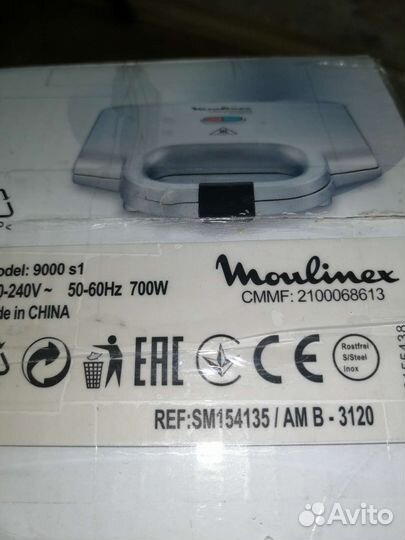 Moulinex
odel: 9000 s1
0-240V~ 50-60Hz 700W
de in CHINA
Moulinex
CMMF: 2100068613
EAC
CE
Rostfrei
S/Steel
Inox
REF:SM154135 / AM B - 3120
155438
Avito